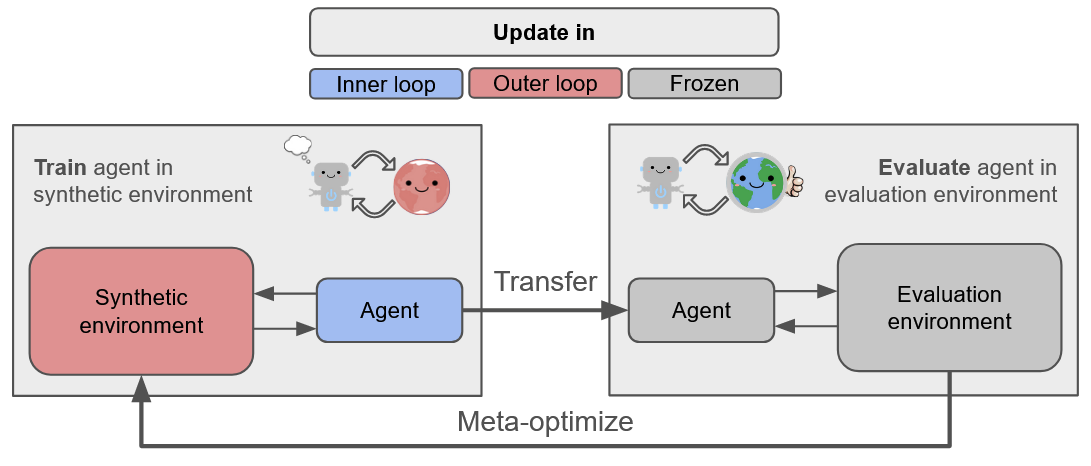 Update in
Inner loop
Outer loop
Frozen
Train agent in
synthetic environment
Evaluate agent in
evaluation environment
Synthetic
environment
Agent
Transfer
Agent
Evaluation
environment
Meta-optimize